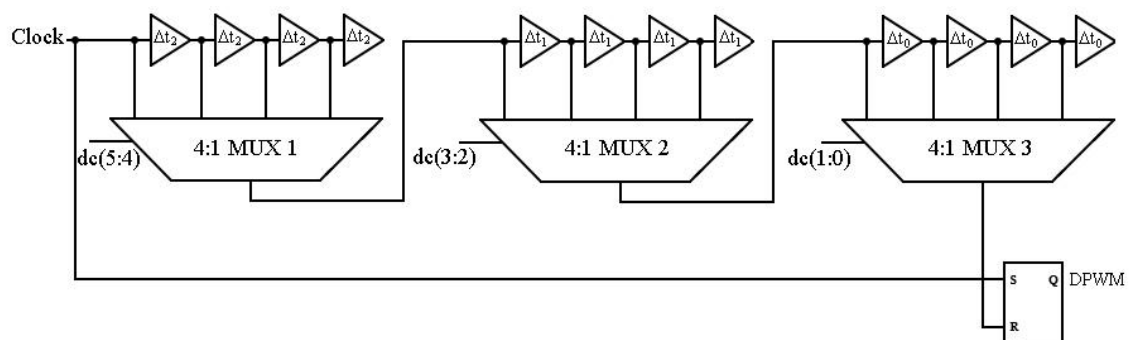 Clock
Δt2 Δt2 Δt2 Δt2
Δt1 Δt1 Δt1 Δt1
Δt0 Δt0 Δt0 Δt0
dc(5:4)
4:1 MUX 1
dc(3:2)
4:1 MUX 2
dc(1:0)
4:1 MUX 3
S Q DPWM
R